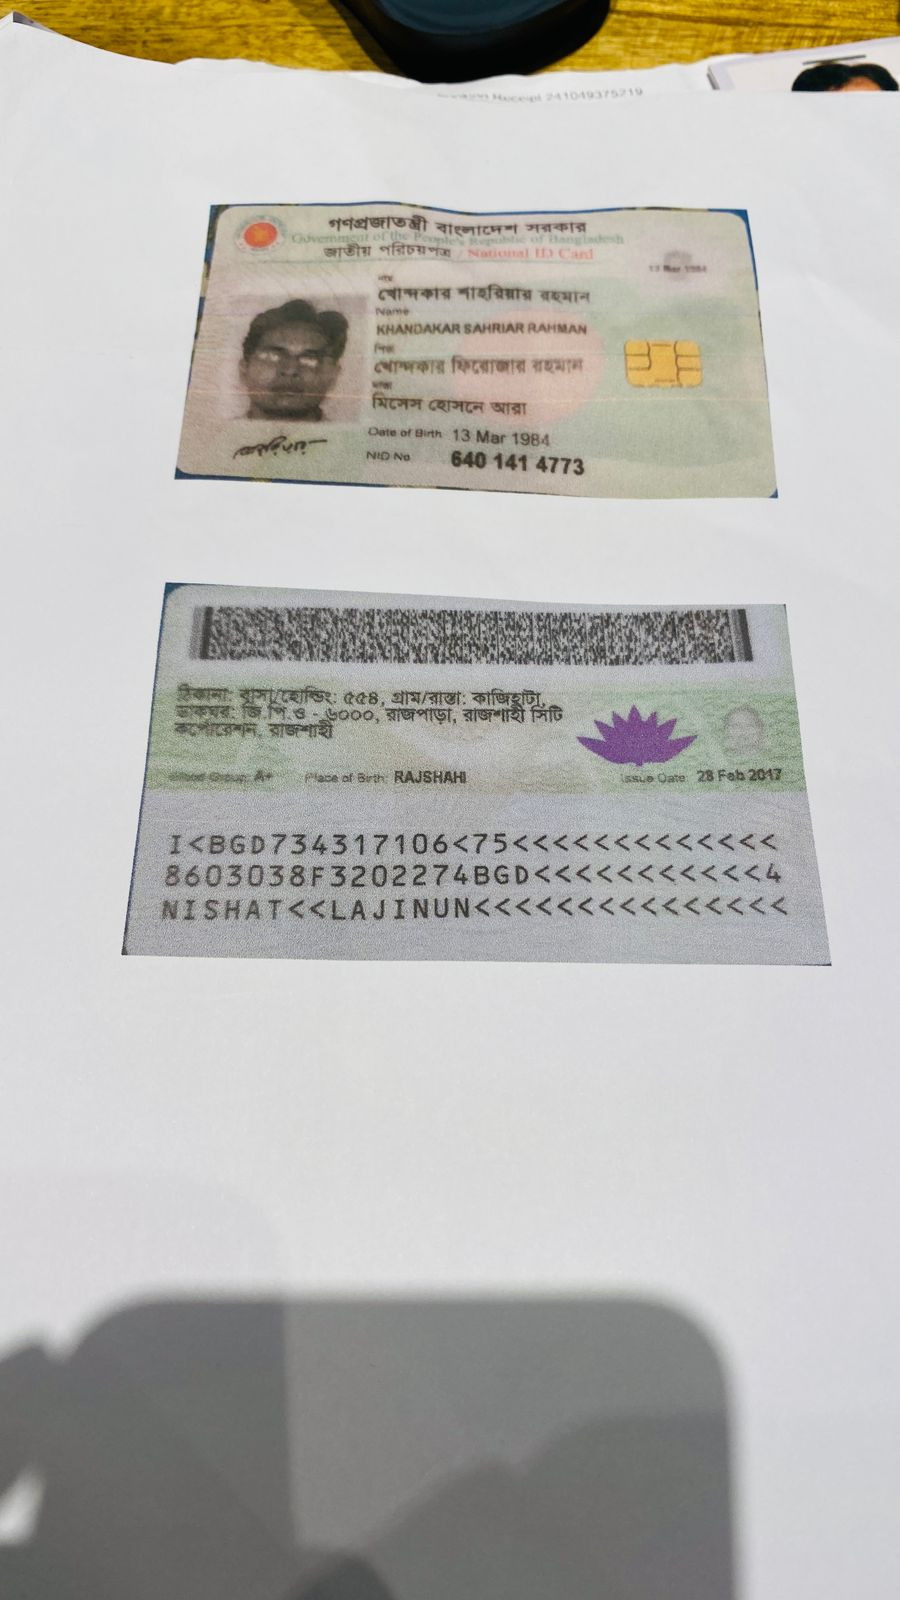 Receipt 241049375219
গণপ্রজাতন্ত্রী বাংলাদেশ সরকার
Government of the People's Republic of Bangladesh
জাতীয় পরিচয়পত্র / National ID Card
13 Mar 1984
নাম
খোন্দকার শাহরিয়ার রহমান
Name
KHANDAKAR SAHRIAR RAHMAN
পিতা
খোন্দকার ফিরোজার রহমান
মাতা
মিসেস হোসনে আরা
Date of Birth 13 Mar 1984
NID No 640 141 4773
ঠিকানা: বাসা/হোল্ডিং: ৫৫৪, গ্রাম/রাস্তা: কাজিহাটা,
ডাকঘর: জি.পি.ও - ৬০০০, রাজপাড়া, রাজশাহী সিটি
কর্পোরেশন, রাজশাহী
Blood Group: A+ Place of Birth: RAJSHAHI Issue Date: 28 Feb 2017
I<BGD734317106<75<<<<<<<<<<<<<
8603038F3202274BGD<<<<<<<<<<<4
NISHAT<<LAJINUN<<<<<<<<<<<<<<<